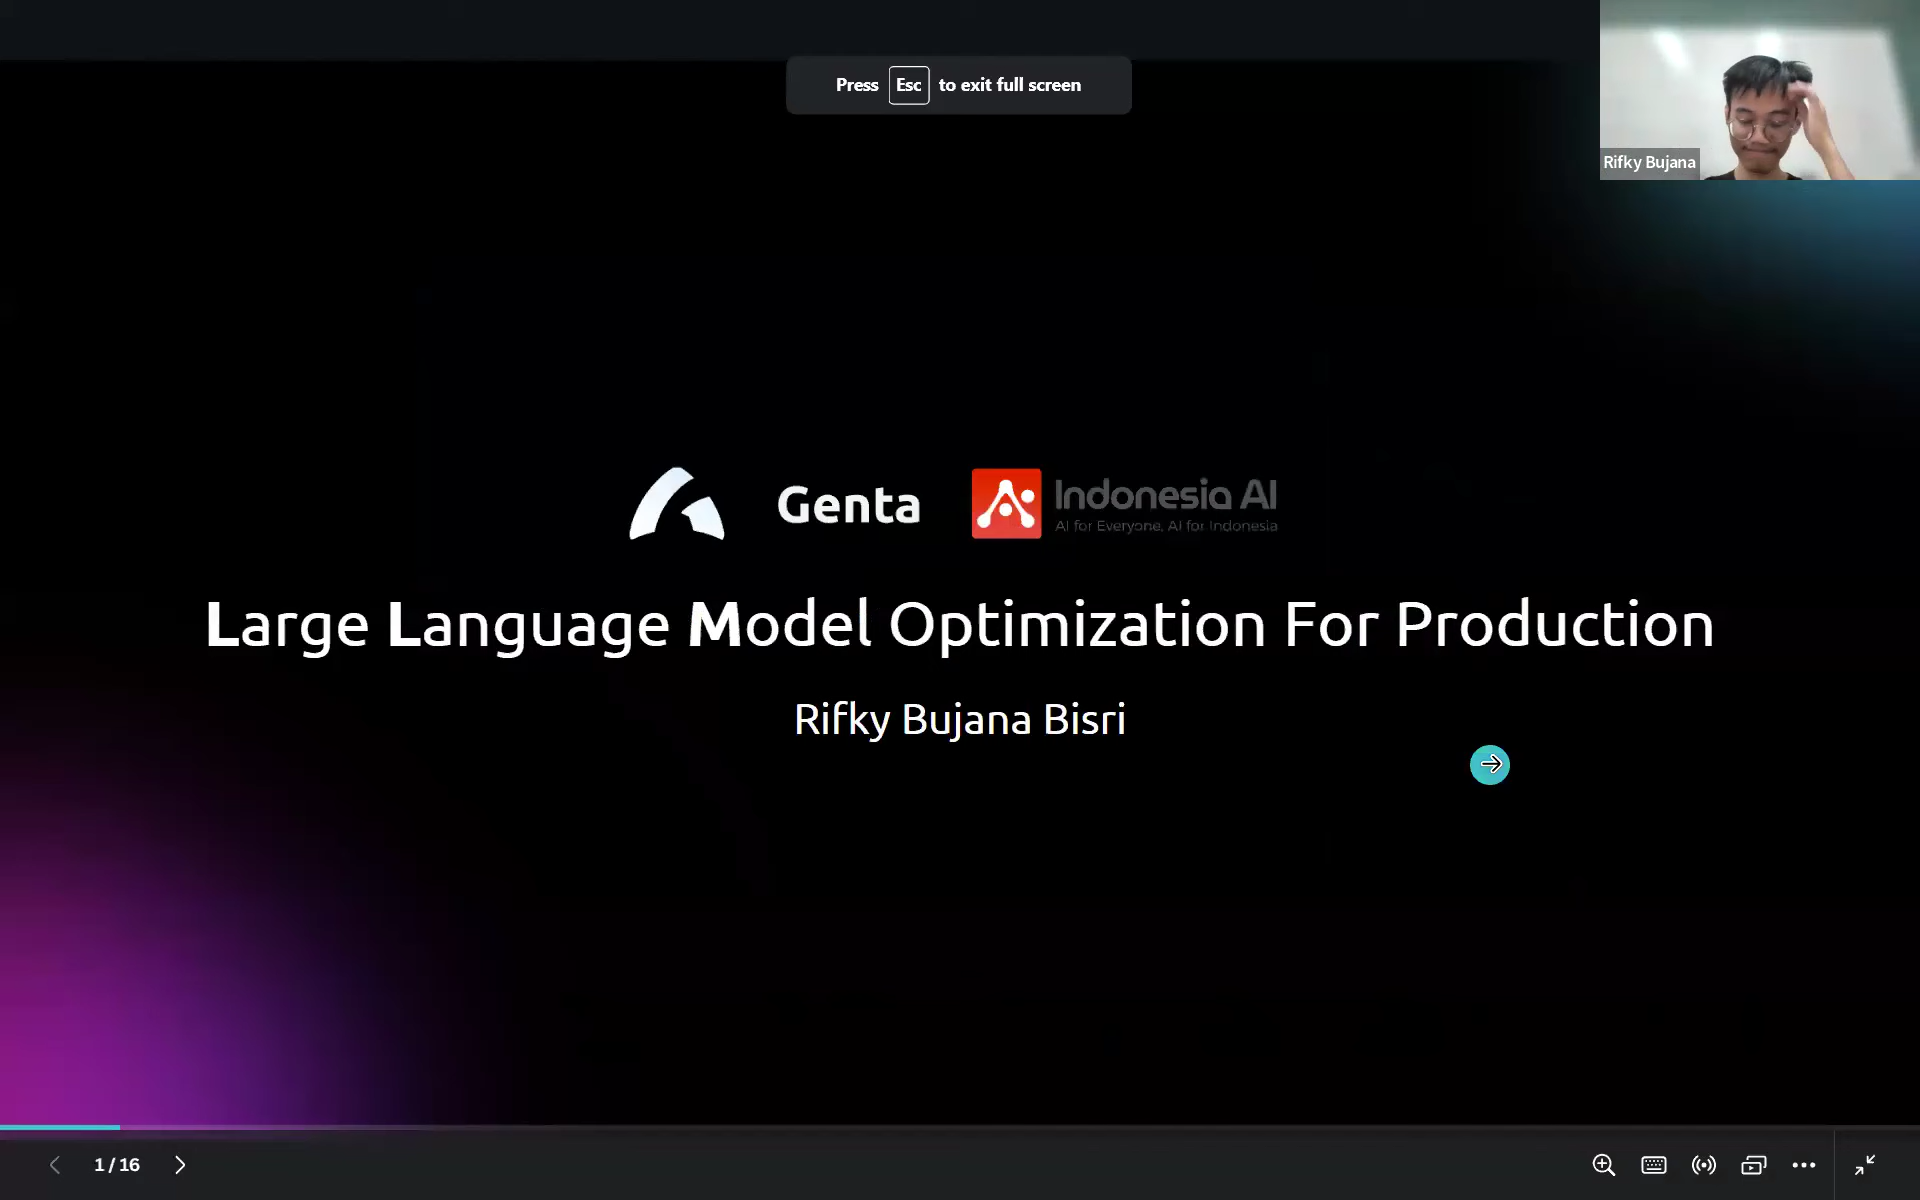 Press Esc to exit full screen
Rifky Bujana
Genta
Indonesia AI
AI for Everyone, AI for Indonesia
Large Language Model Optimization For Production
Rifky Bujana Bisri
1 / 16